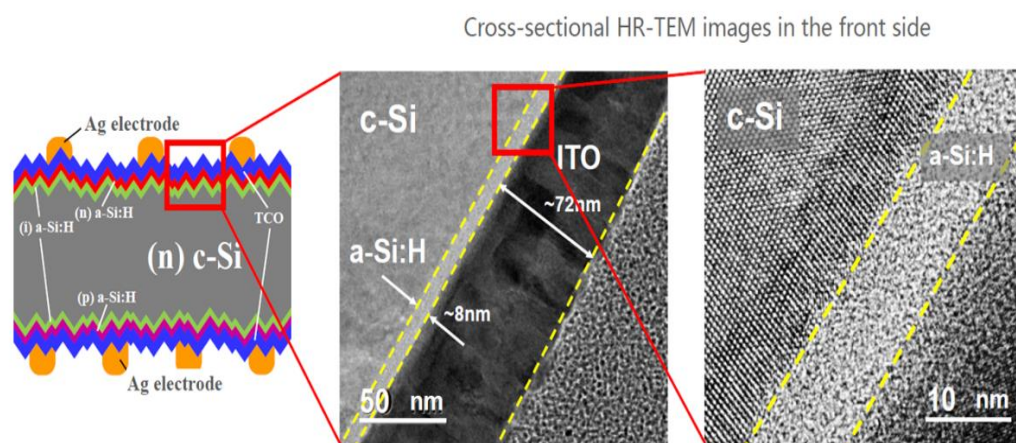 Cross-sectional HR-TEM images in the front side
Ag electrode
(n) a-Si:H
(i) a-Si:H
TCO
(n) c-Si
(p) a-Si:H
Ag electrode
c-Si
ITO
~72nm
a-Si:H
~8nm
50 nm
c-Si
a-Si:H
10 nm